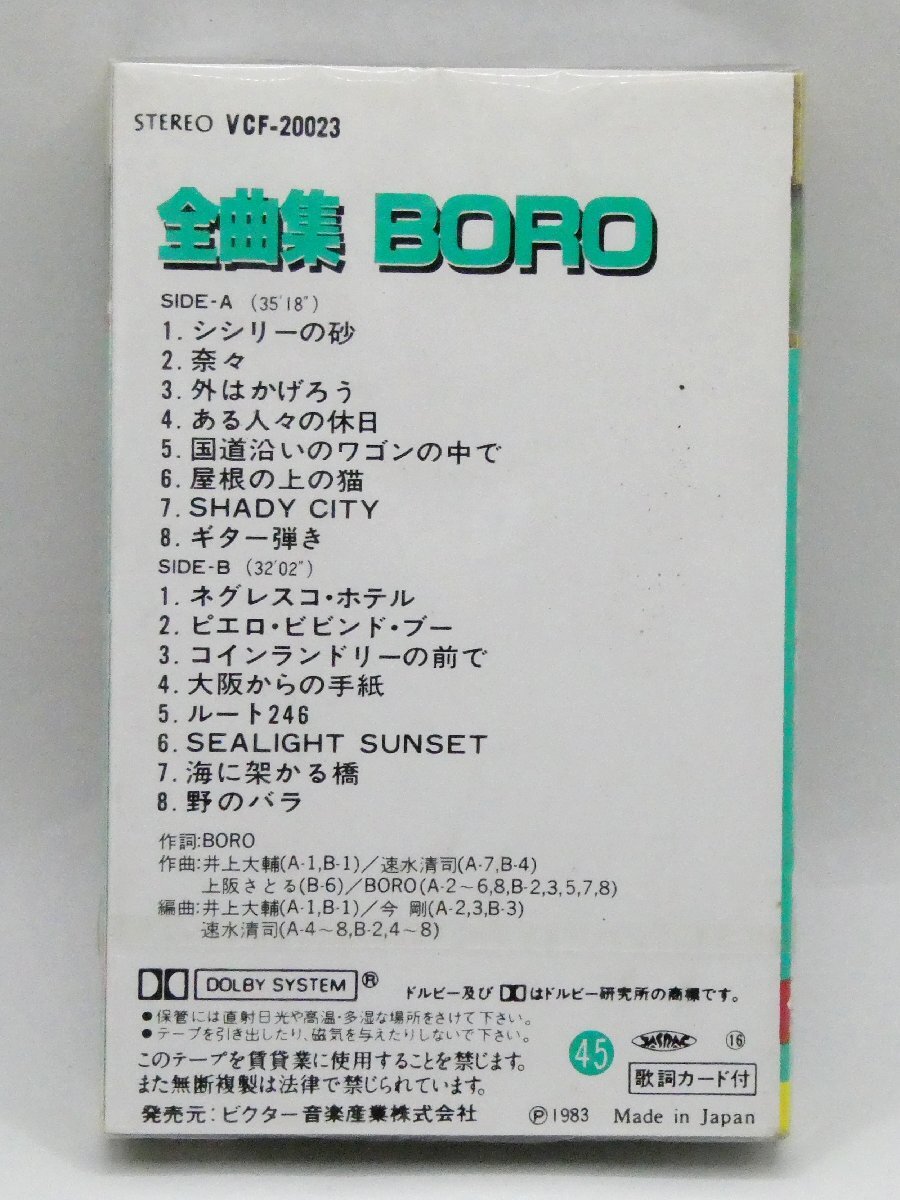 STEREO VCF-20023
全曲集 BORO
SIDE-A (35'18")
1.シシリーの砂
2.奈々
3.外はかげろう
4.ある人々の休日
5.国道沿いのワゴンの中で
6.屋根の上の猫
7.SHADY CITY
8.ギター弾き
SIDE-B (32'02")
1.ネグレスコ・ホテル
2.ピエロ・ビビンド・ブー
3.コインランドリーの前で
4.大阪からの手紙
5.ルート246
6.SEALIGHT SUNSET
7.海に架かる橋
8.野のバラ
作詞:BORO
作曲:井上大輔(A-1,B-1)／速水清司(A-7,B-4)
上阪さとる(B-6)／BORO(A-2～6,8,B-2,3,5,7,8)
編曲:井上大輔(A-1,B-1)／今 剛(A-2,3,B-3)
速水清司(A-4～8,B-2,4～8)
DOLBY SYSTEM ® ドルビー及び はドルビー研究所の商標です。
●保管には直射日光や高温・多湿な場所をさけて下さい。
●テープを引き出したり、磁気を与えたりしないで下さい。
このテープを賃貸業に使用することを禁じます。
また無断複製は法律で禁じられています。
45 JASRAC ⑯
歌詞カード付
発売元:ビクター音楽産業株式会社 Ⓟ1983 Made in Japan